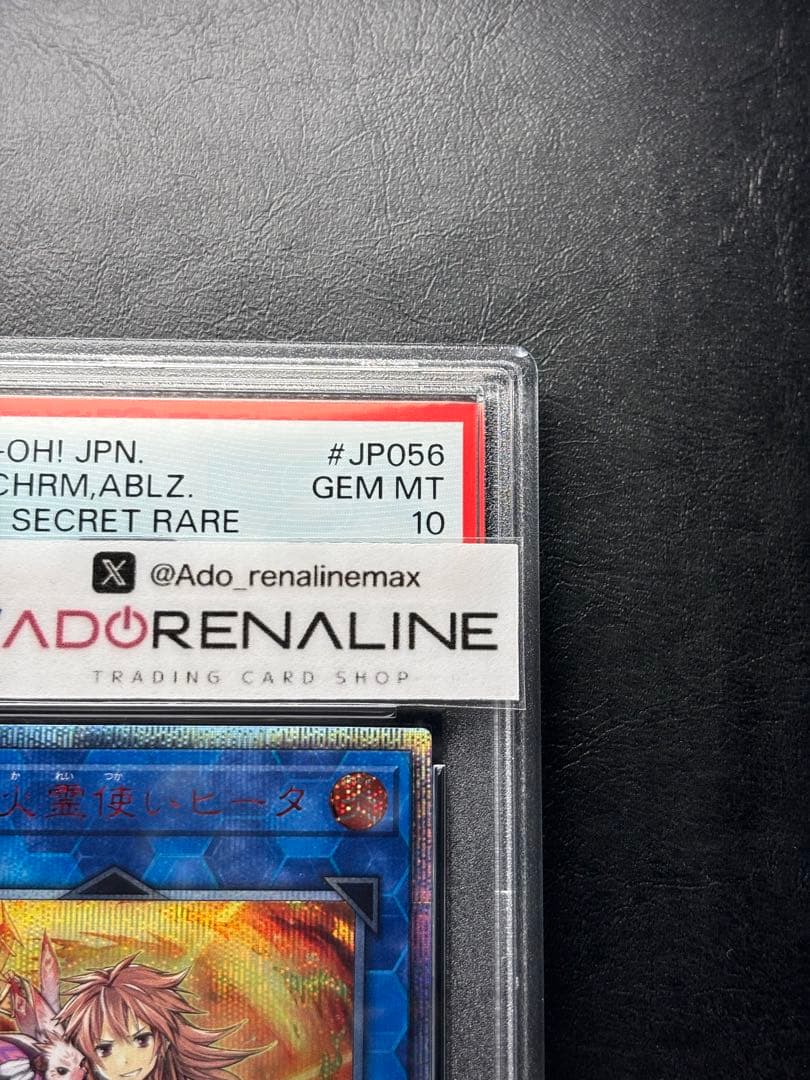 -OH! JPN. #JP056
CHRM,ABLZ. GEM MT
SECRET RARE 10
𝕏 @Ado_renalinemax
ADORENALINE
TRADING CARD SHOP
か れい つか
火霊使いヒータ